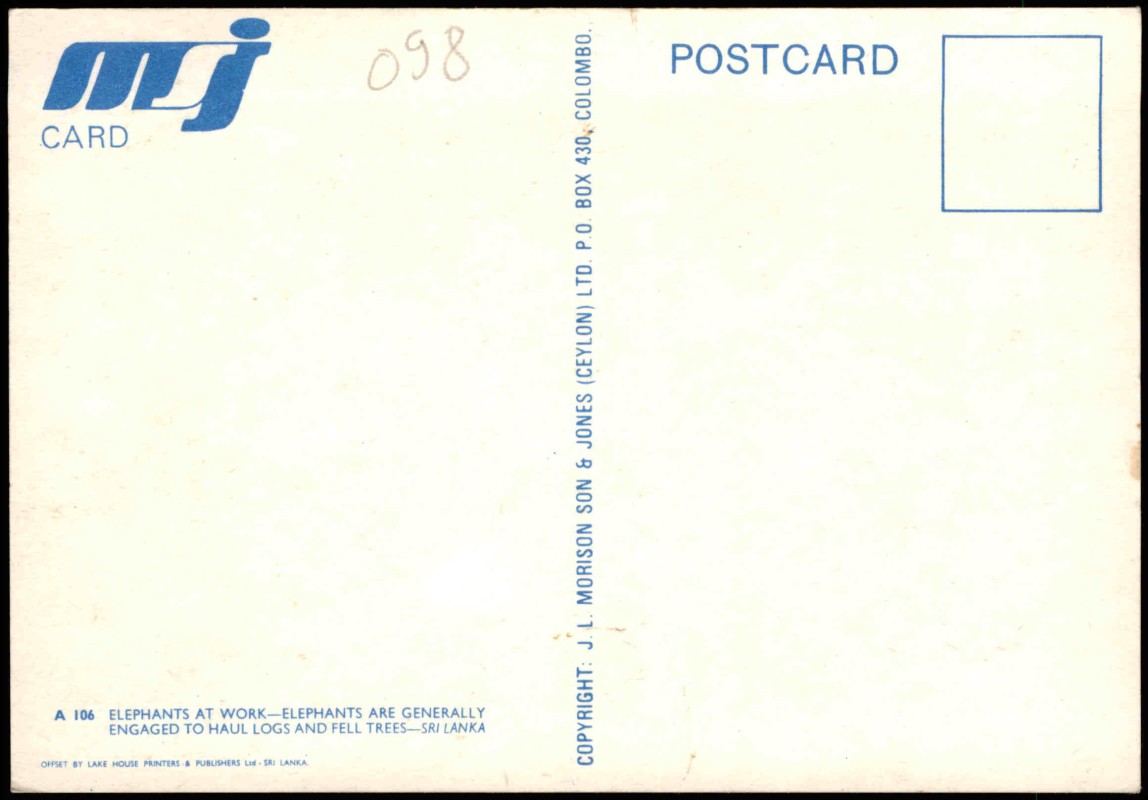 msj
CARD
098
POSTCARD
COPYRIGHT: J. L. MORISON SON & JONES (CEYLON) LTD. P.O. BOX 430, COLOMBO.
A 106 ELEPHANTS AT WORK—ELEPHANTS ARE GENERALLY
ENGAGED TO HAUL LOGS AND FELL TREES—SRI LANKA
OFFSET BY LAKE HOUSE PRINTERS & PUBLISHERS Ltd - SRI LANKA.